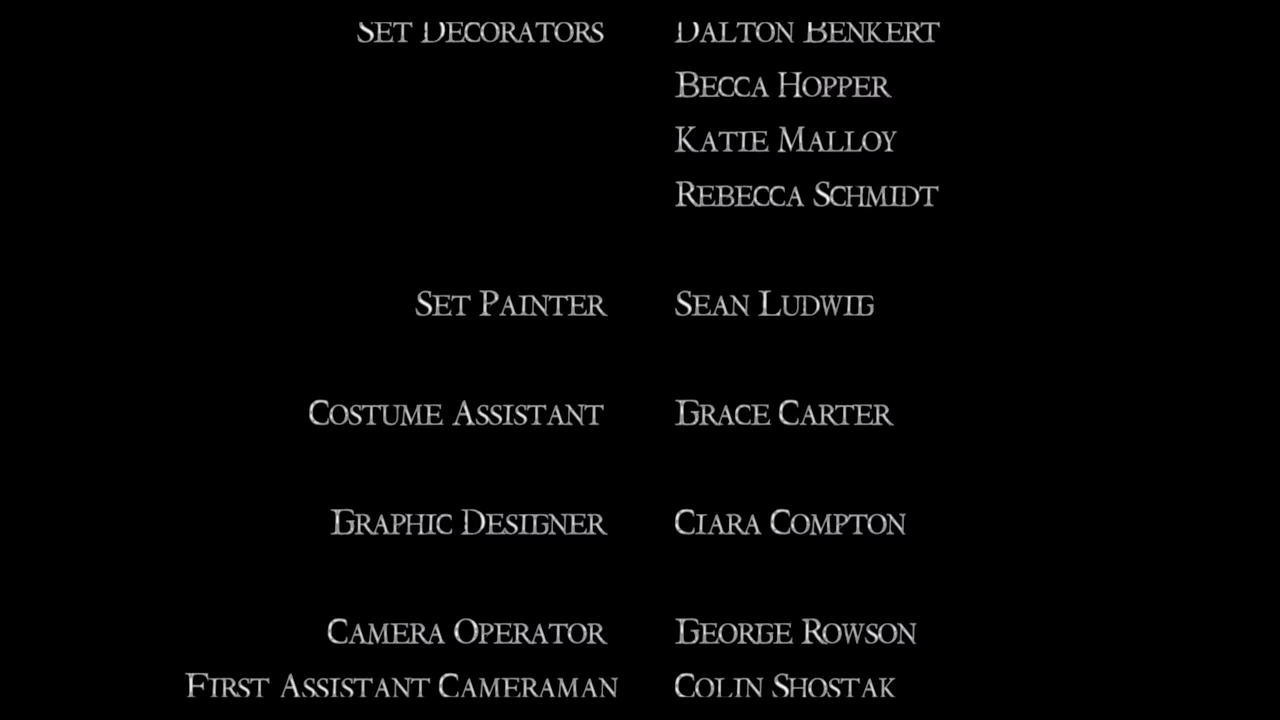 SET DECORATORS DALTON BENKERT
BECCA HOPPER
KATIE MALLOY
REBECCA SCHMIDT
SET PAINTER SEAN LUDWIG
COSTUME ASSISTANT GRACE CARTER
GRAPHIC DESIGNER CIARA COMPTON
CAMERA OPERATOR GEORGE ROWSON
FIRST ASSISTANT CAMERAMAN COLIN SHOSTAK